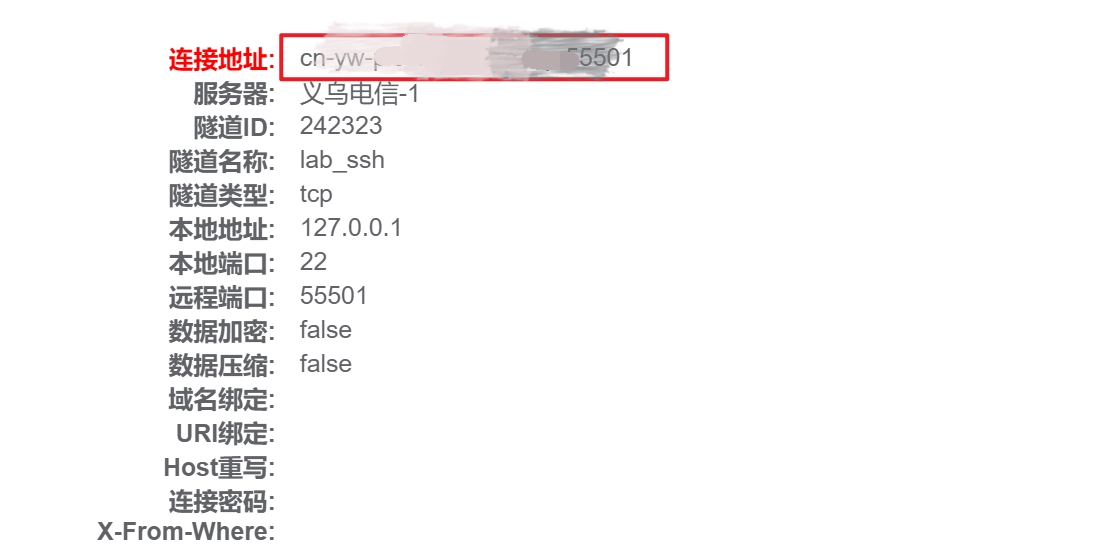 连接地址: cn-yw- 55501
服务器: 义乌电信-1
隧道ID: 242323
隧道名称: lab_ssh
隧道类型: tcp
本地地址: 127.0.0.1
本地端口: 22
远程端口: 55501
数据加密: false
数据压缩: false
域名绑定:
URl绑定:
Host重写:
连接密码:
X-From-Where: